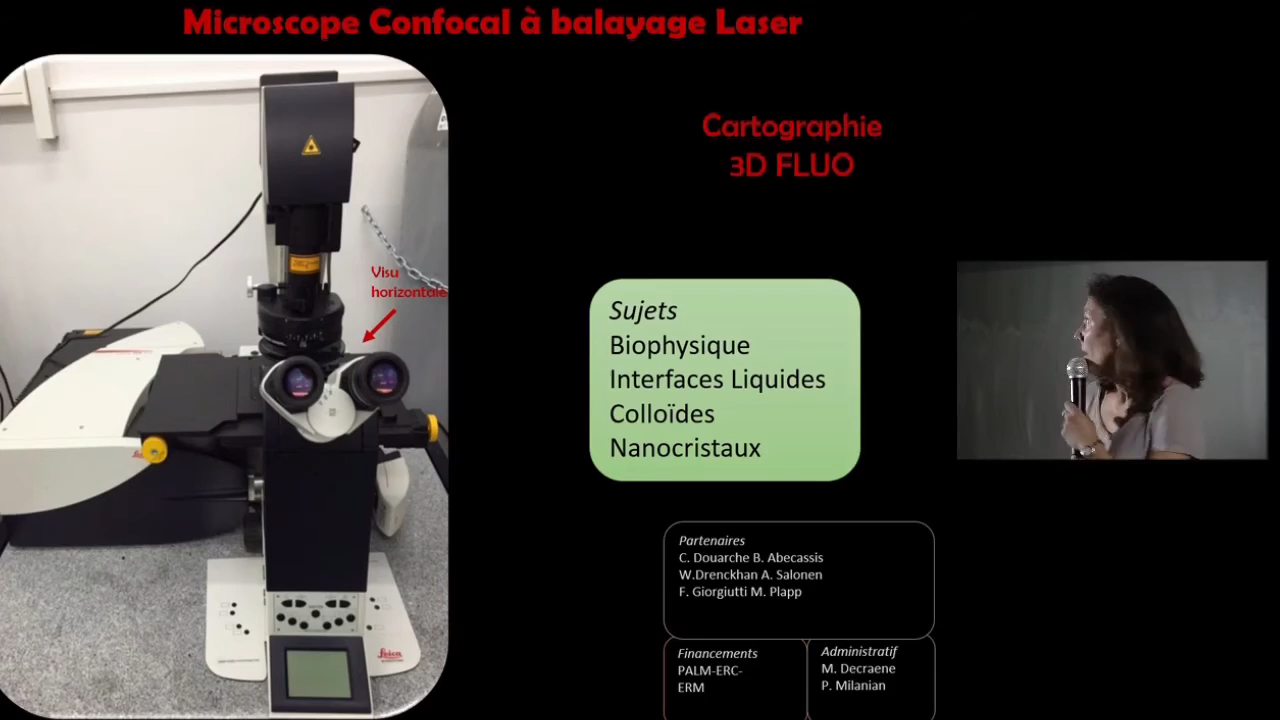 Microscope Confocal à balayage Laser
Cartographie
3D FLUO
Visu
horizontale
Sujets
Biophysique
Interfaces Liquides
Colloïdes
Nanocristaux
Partenaires
C. Douarche B. Abecassis
W.Drenckhan A. Salonen
F. Giorgiutti M. Plapp
Financements
PALM-ERC-
ERM
Administratif
M. Decraene
P. Milanian
Leica